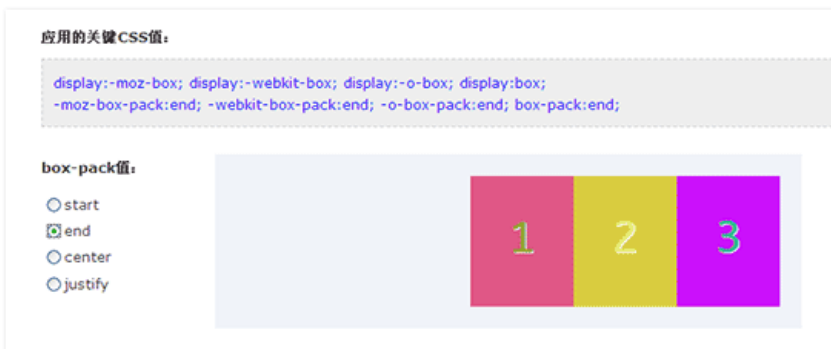 应用的关键CSS值：
display:-moz-box; display:-webkit-box; display:-o-box; display:box;
-moz-box-pack:end; -webkit-box-pack:end; -o-box-pack:end; box-pack:end;
box-pack值：
start
end
center
justify
1 2 3